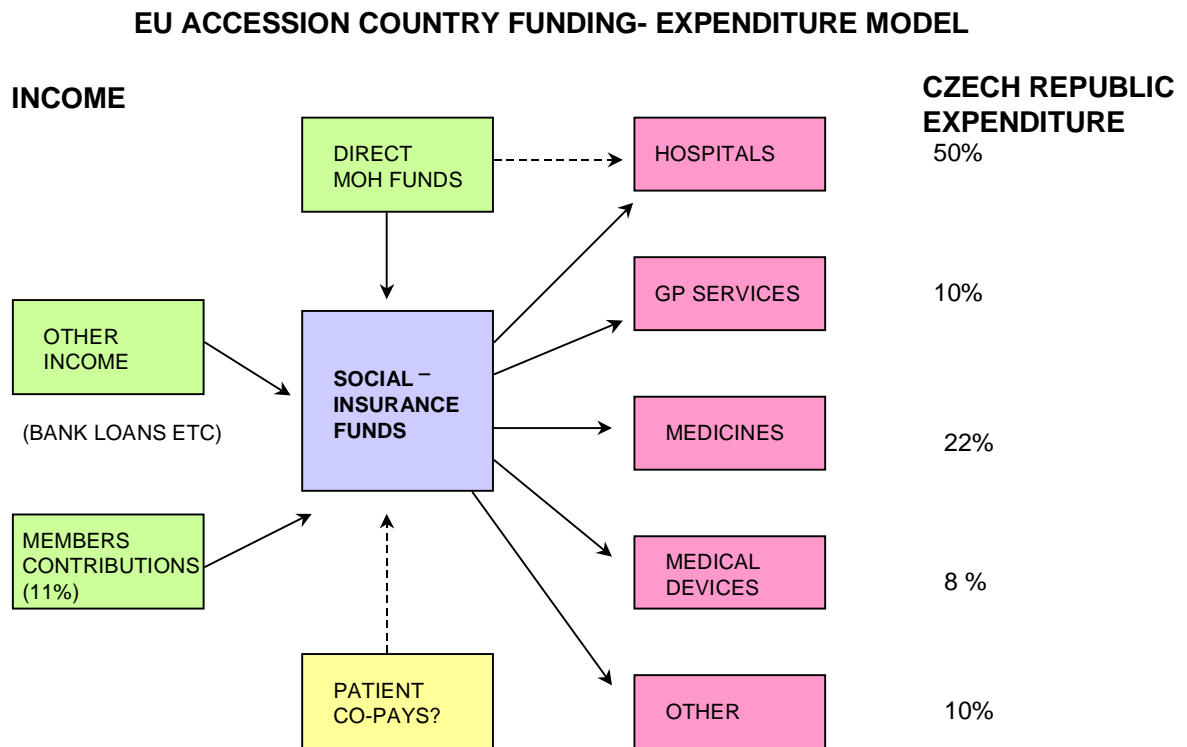 EU ACCESSION COUNTRY FUNDING- EXPENDITURE MODEL
INCOME
CZECH REPUBLIC
EXPENDITURE
DIRECT
MOH FUNDS
HOSPITALS
50%
GP SERVICES
10%
OTHER
INCOME
(BANK LOANS ETC)
SOCIAL –
INSURANCE
FUNDS
MEDICINES
22%
MEMBERS
CONTRIBUTIONS
(11%)
MEDICAL
DEVICES
8 %
PATIENT
CO-PAYS?
OTHER
10%